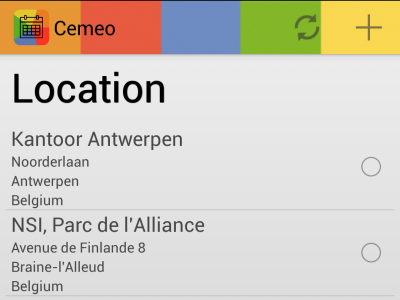 Cemeo
Location
Kantoor Antwerpen
Noorderlaan
Antwerpen
Belgium
NSI, Parc de l'Alliance
Avenue de Finlande 8
Braine-l'Alleud
Belgium